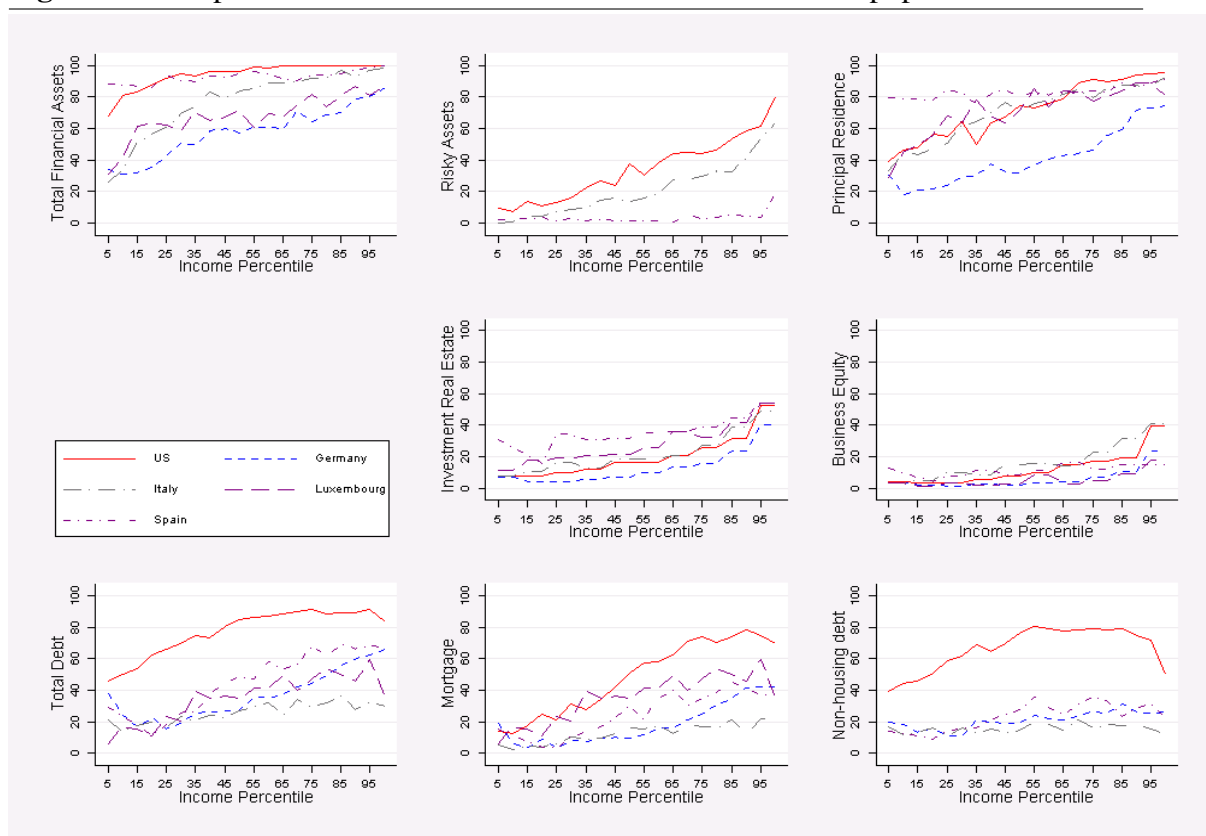 Total Financial Assets
100
80
60
40
20
0
5 15 25 35 45 55 65 75 85 95
Income Percentile
Risky Assets
100
80
60
40
20
0
5 15 25 35 45 55 65 75 85 95
Income Percentile
Principal Residence
100
80
60
40
20
0
5 15 25 35 45 55 65 75 85 95
Income Percentile
Investment Real Estate
100
80
60
40
20
0
5 15 25 35 45 55 65 75 85 95
Income Percentile
Business Equity
100
80
60
40
20
0
5 15 25 35 45 55 65 75 85 95
Income Percentile
US Germany
Italy Luxembourg
Spain
Total Debt
100
80
60
40
20
0
5 15 25 35 45 55 65 75 85 95
Income Percentile
Mortgage
100
80
60
40
20
0
5 15 25 35 45 55 65 75 85 95
Income Percentile
Non-housing debt
100
80
60
40
20
0
5 15 25 35 45 55 65 75 85 95
Income Percentile